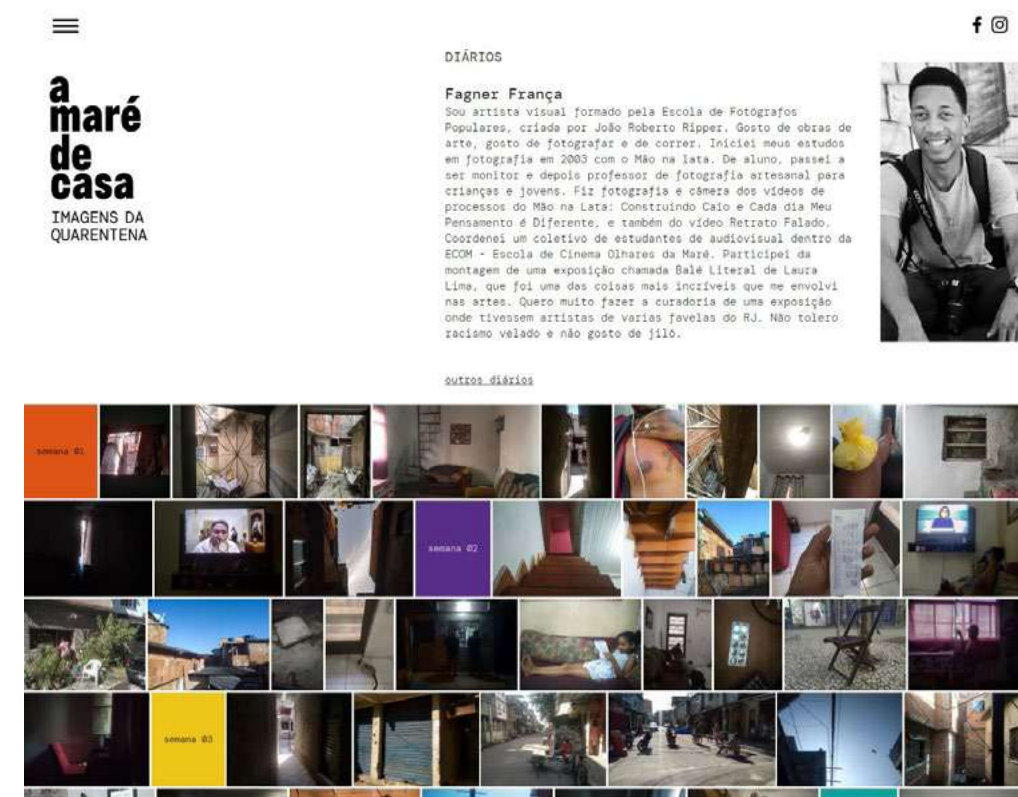 a
maré
de
casa
IMAGENS DA
QUARENTENA
DIÁRIOS
Fagner França
Sou artista visual formado pela Escola de Fotógrafos
Populares, criada por João Roberto Ripper. Gosto de obras de
arte, gosto de fotografar e de correr. Iniciei meus estudos
em fotografia em 2003 com o Mão na lata. De aluno, passei a
ser monitor e depois professor de fotografia artesanal para
crianças e jovens. Fiz fotografia e câmera dos vídeos de
processos do Mão na Lata: Construindo Caio e Cada dia Meu
Pensamento é Diferente, e também do vídeo Retrato Falado.
Coordenei um coletivo de estudantes de audiovisual dentro da
ECOM - Escola de Cinema Olhares da Maré. Participei da
montagem de uma exposição chamada Balé Literal de Laura
Lima, que foi uma das coisas mais incríveis que me envolvi
nas artes. Quero muito fazer a curadoria de uma exposição
onde tivessem artistas de varias favelas do RJ. Não tolero
racismo velado e não gosto de jiló.
outros diários
semana 01
semana 02
semana 03